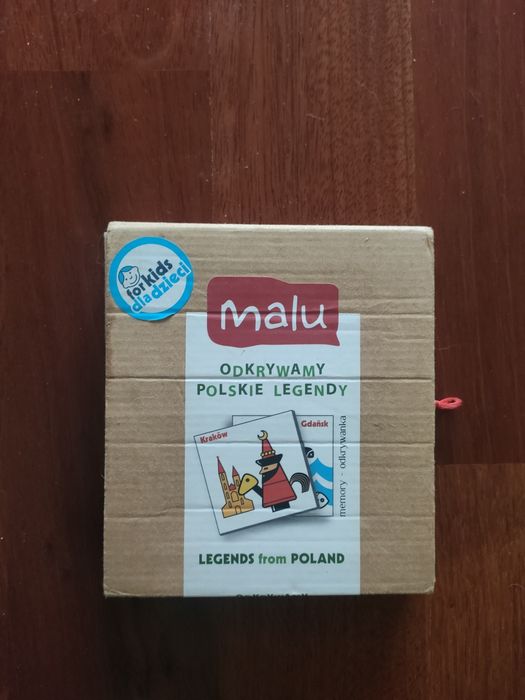 for kids
dla dzieci
malu
ODKRYWAMY
POLSKIE LEGENDY
Kraków
Gdańsk
memory - odkrywanka
LEGENDS from POLAND